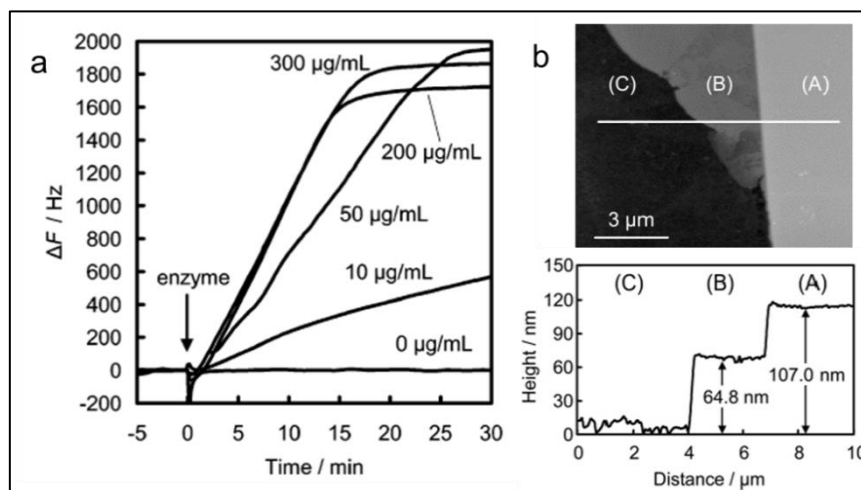 a
2000
1800
1600
1400
1200
1000
800
600
400
200
0
-200
ΔF / Hz
300 µg/mL
200 µg/mL
50 µg/mL
10 µg/mL
0 µg/mL
enzyme
-5 0 5 10 15 20 25 30
Time / min
b
(C) (B) (A)
3 µm
(C) (B) (A)
150
120
90
60
30
0
Height / nm
64.8 nm
107.0 nm
0 2 4 6 8 10
Distance / µm